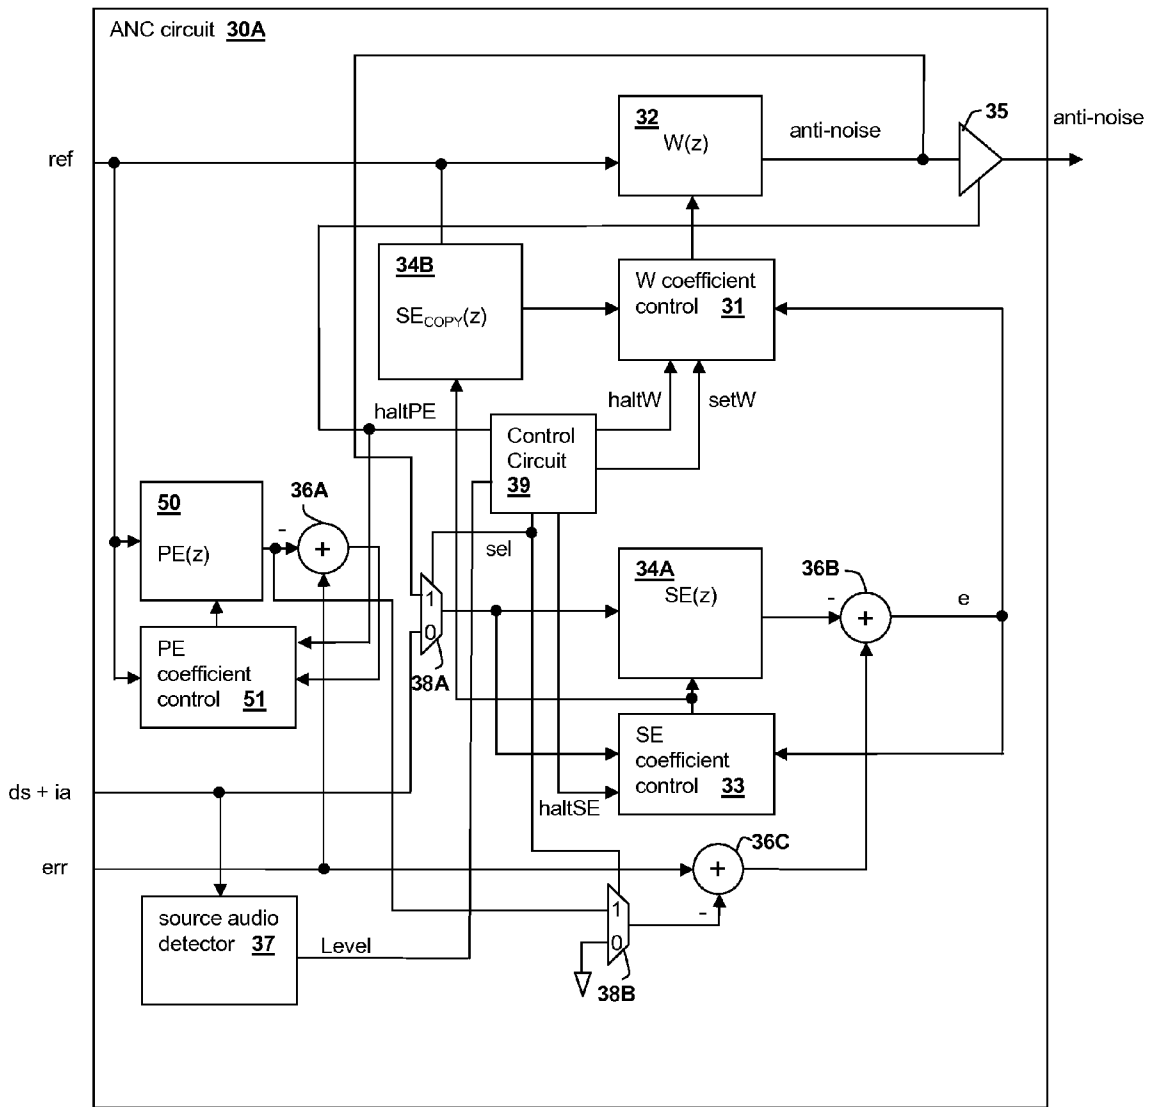 ANC circuit 30A
ref
32
W(z)
anti-noise
35
anti-noise
34B
SECOPY(z)
W coefficient
control 31
haltPE
haltW
setW
Control
Circuit
39
50
PE(z)
36A
-
+
sel
34A
SE(z)
36B
-
+
e
1
0
38A
PE
coefficient
control 51
SE
coefficient
control 33
ds + ia
haltSE
err
36C
+
-
source audio
detector 37
Level
1
0
38B